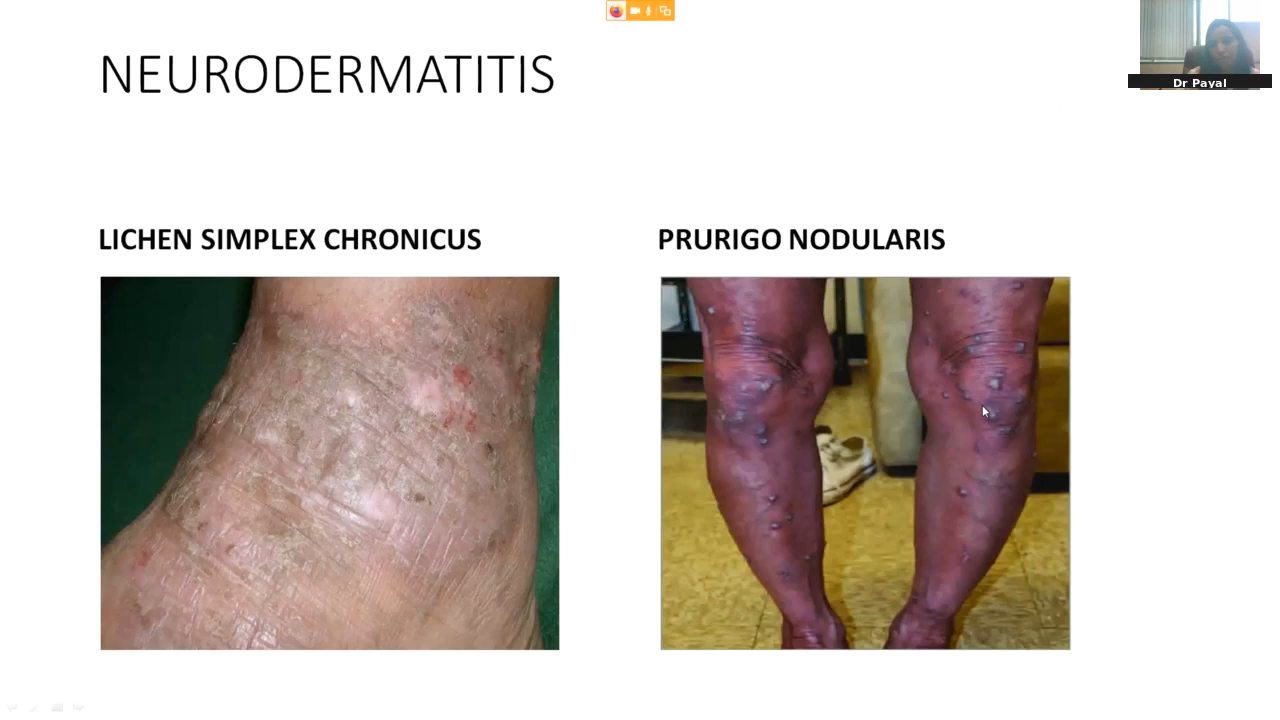 NEURODERMATITIS
Dr Payal
LICHEN SIMPLEX CHRONICUS
PRURIGO NODULARIS